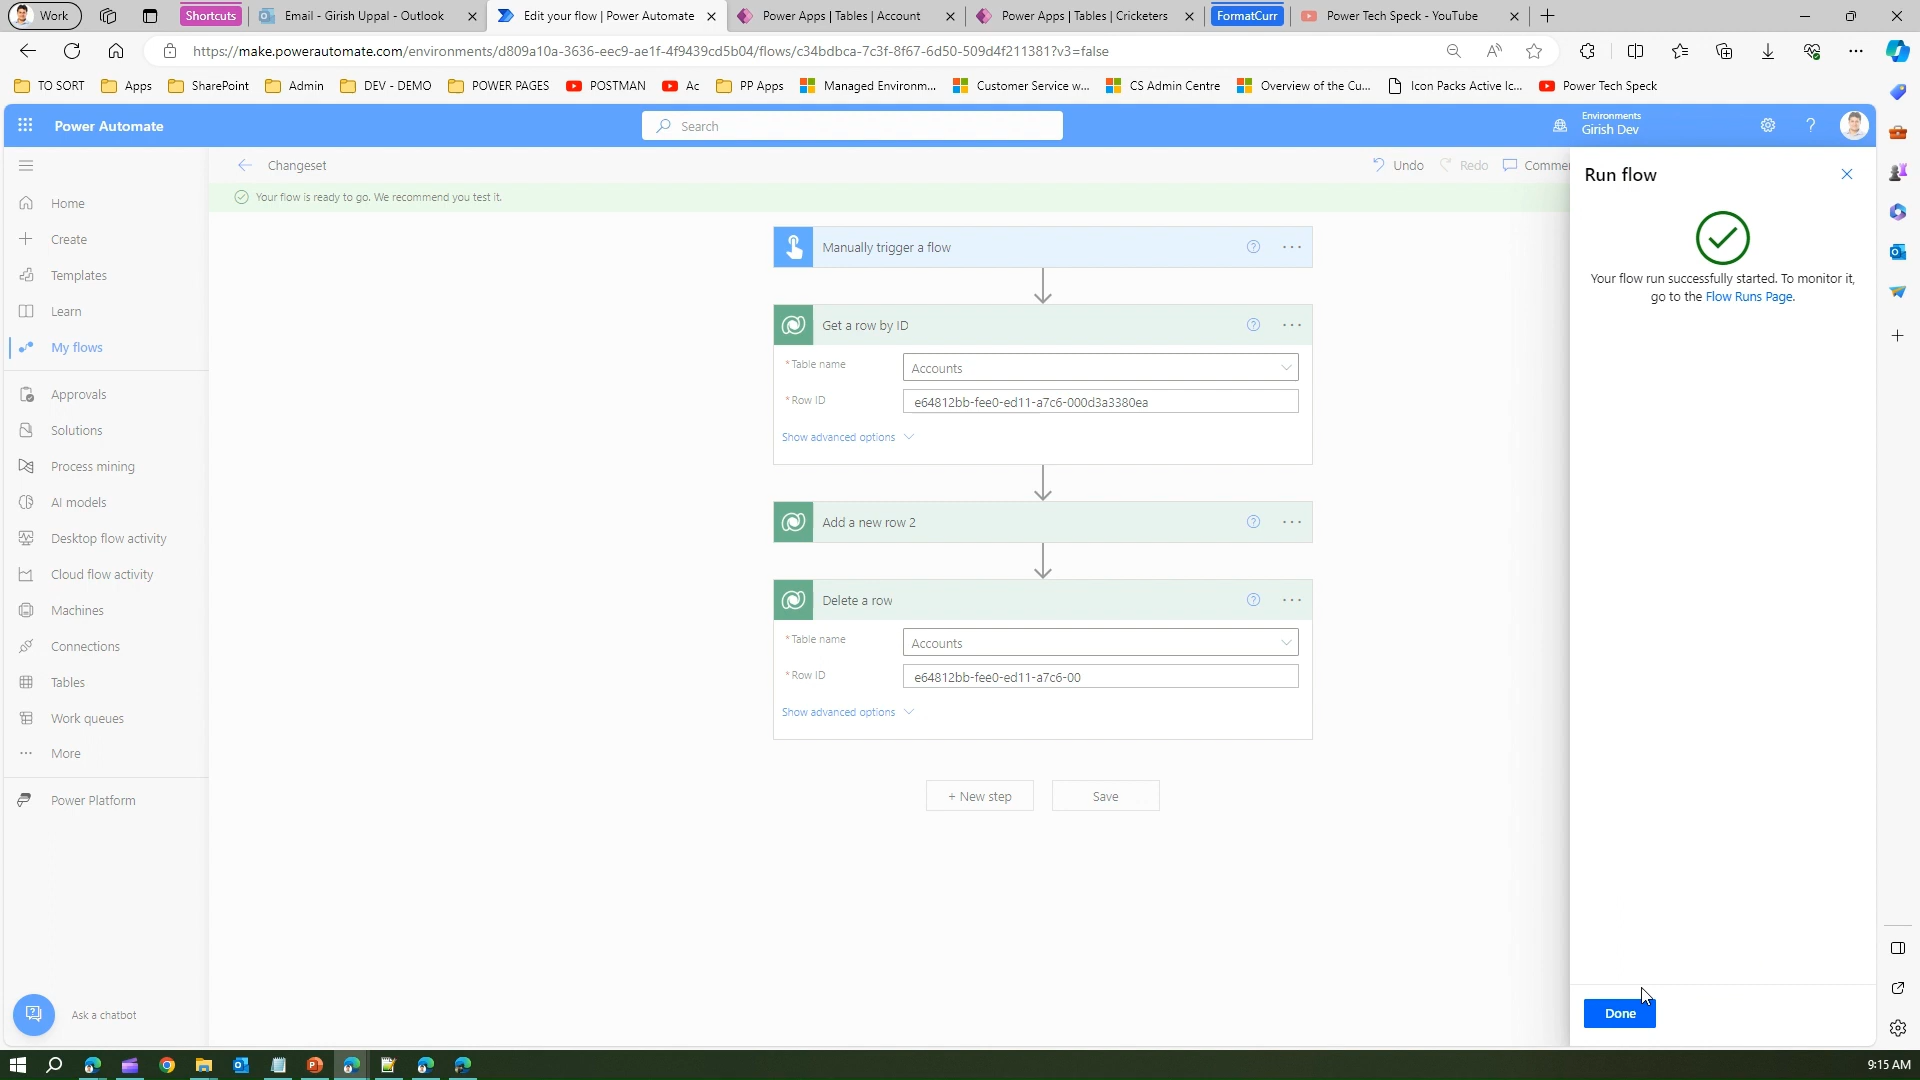 Work
Shortcuts
Email - Girish Uppal - Outlook
Edit your flow | Power Automate
Power Apps | Tables | Account
Power Apps | Tables | Cricketers
FormatCurr
Power Tech Speck - YouTube
https://make.powerautomate.com/environments/d809a10a-3636-eec9-ae1f-4f9439cd5b04/flows/c34bdbca-7c3f-8f67-6d50-509d4f211381?v3=false
TO SORT
Apps
SharePoint
Admin
DEV - DEMO
POWER PAGES
POSTMAN
Ac
PP Apps
Managed Environm...
Customer Service w...
CS Admin Centre
Overview of the Cu...
Icon Packs Active Ic...
Power Tech Speck
Power Automate
Search
Environments
Girish Dev
Changeset
Undo
Redo
Comme
Your flow is ready to go. We recommend you test it.
Home
Create
Templates
Learn
My flows
Approvals
Solutions
Process mining
AI models
Desktop flow activity
Cloud flow activity
Machines
Connections
Tables
Work queues
More
Power Platform
Ask a chatbot
Manually trigger a flow
Get a row by ID
* Table name
Accounts
* Row ID
e64812bb-fee0-ed11-a7c6-000d3a3380ea
Show advanced options
Add a new row 2
Delete a row
* Table name
Accounts
* Row ID
e64812bb-fee0-ed11-a7c6-00
Show advanced options
+ New step
Save
Run flow
Your flow run successfully started. To monitor it,
go to the Flow Runs Page.
Done
9:15 AM